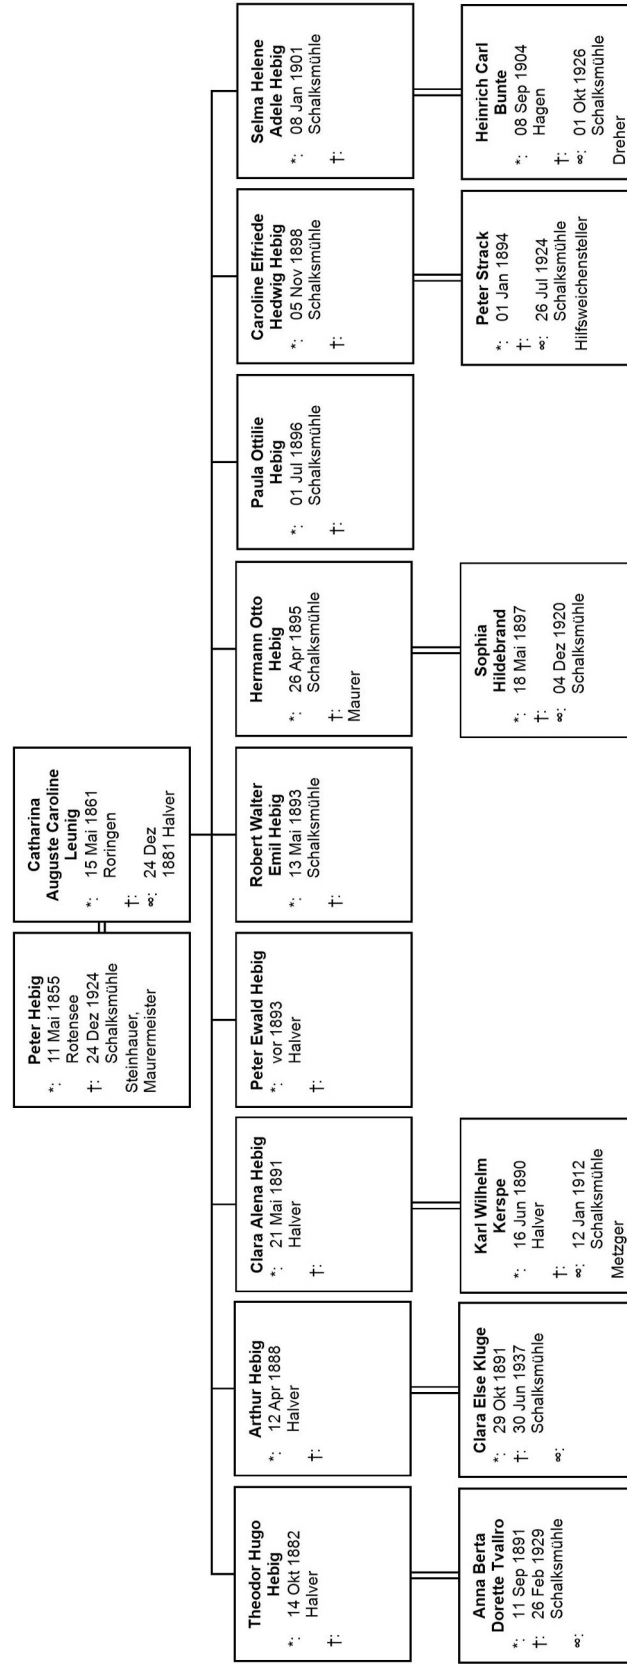 Peter Hebig
*: 11 Mai 1855
Rotensee
†: 24 Dez 1924
Schalksmühle
Steinhauer,
Maurermeister
Catharina
Auguste Caroline
Leunig
*: 15 Mai 1861
Roringen
†:
∞: 24 Dez
1881 Halver
Theodor Hugo
Hebig
*: 14 Okt 1882
Halver
†:
Arthur Hebig
*: 12 Apr 1888
Halver
†:
Clara Alena Hebig
*: 21 Mai 1891
Halver
†:
Peter Ewald Hebig
*: vor 1893
Halver
†:
Robert Walter
Emil Hebig
*: 13 Mai 1893
Schalksmühle
†:
Hermann Otto
Hebig
*: 26 Apr 1895
Schalksmühle
†:
Maurer
Paula Ottilie
Hebig
*: 01 Jul 1896
Schalksmühle
†:
Caroline Elfriede
Hedwig Hebig
*: 05 Nov 1898
Schalksmühle
†:
Selma Helene
Adele Hebig
*: 08 Jan 1901
Schalksmühle
†:
Anna Berta
Dorette Tvallro
*: 11 Sep 1891
†: 26 Feb 1929
Schalksmühle
∞:
Clara Else Kluge
*: 29 Okt 1891
†: 30 Jun 1937
Schalksmühle
∞:
Karl Wilhelm
Kerspe
*: 16 Jun 1890
Halver
†:
∞: 12 Jan 1912
Schalksmühle
Metzger
Sophia
Hildebrand
*: 18 Mai 1897
†:
∞: 04 Dez 1920
Schalksmühle
Peter Strack
*: 01 Jan 1894
†:
∞: 26 Jul 1924
Schalksmühle
Hilfsweichensteller
Heinrich Carl
Bunte
*: 08 Sep 1904
Hagen
†:
∞: 01 Okt 1926
Schalksmühle
Dreher